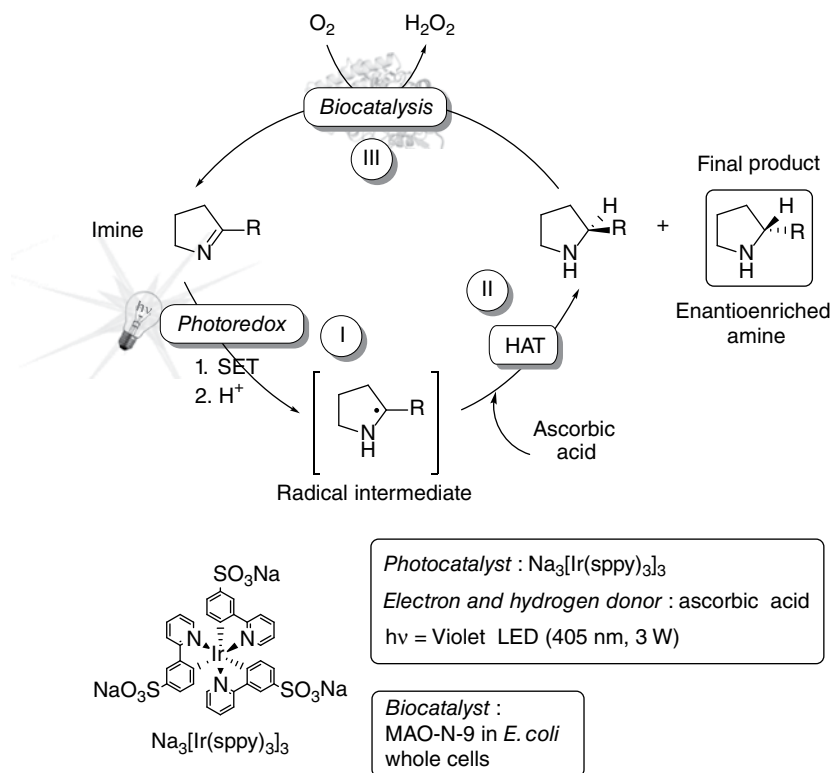 O2 H2O2
Biocatalysis
III
Final product
Imine
N
R
N
H
H
R
+
N
H
H
R
II
Enantioenriched
amine
hν
Photoredox
I
HAT
1. SET
2. H+
N
H
•
R
Ascorbic
acid
Radical intermediate
SO3Na
N
N
Ir
N
NaO3S
SO3Na
Na3[Ir(sppy)3]3
Photocatalyst : Na3[Ir(sppy)3]3
Electron and hydrogen donor : ascorbic acid
hν = Violet LED (405 nm, 3 W)
Biocatalyst :
MAO-N-9 in E. coli
whole cells